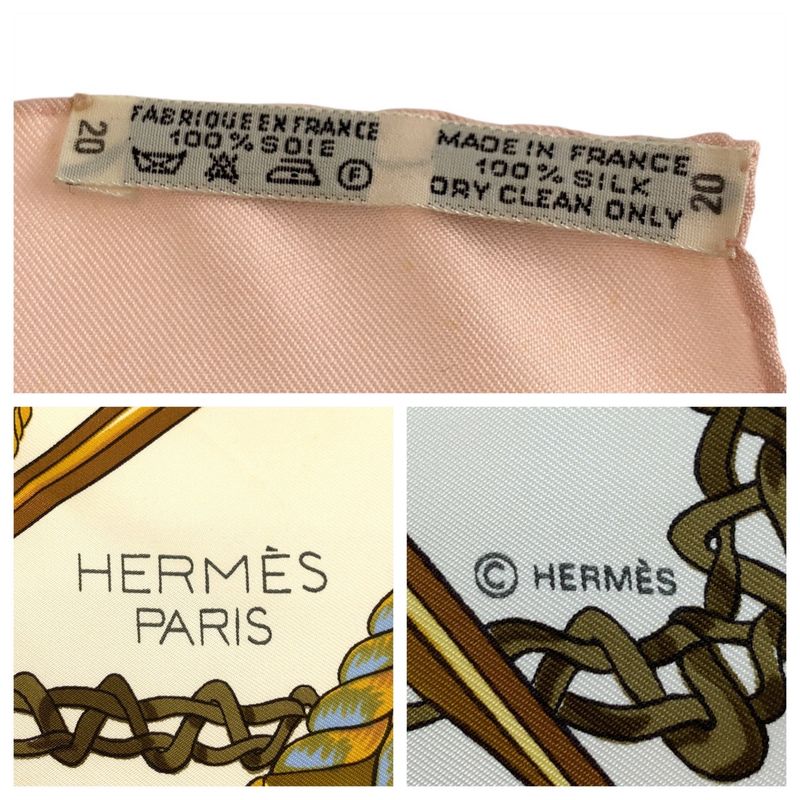 20
FABRIQUE EN FRANCE
100% SOIE
F
MADE IN FRANCE
100% SILK
DRY CLEAN ONLY
20
HERMÈS
PARIS
© HERMÈS